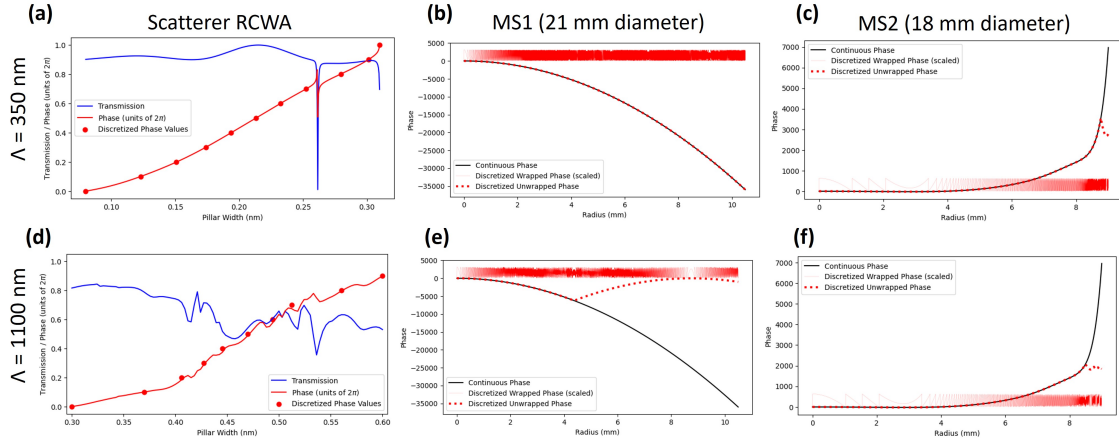 (a)
Scatterer RCWA
(b)
MS1 (21 mm diameter)
(c)
MS2 (18 mm diameter)
Λ = 350 nm
Transmission / Phase (units of 2π)
1.0
0.8
0.6
0.4
0.2
0.0
Transmission
Phase (units of 2π)
Discretized Phase Values
0.10
0.15
0.20
0.25
0.30
Pillar Width (nm)
Phase
5000
0
−5000
−10000
−15000
−20000
−25000
−30000
−35000
Continuous Phase
Discretized Wrapped Phase (scaled)
Discretized Unwrapped Phase
0
2
4
6
8
10
Radius (mm)
Phase
7000
6000
5000
4000
3000
2000
1000
0
Continuous Phase
Discretized Wrapped Phase (scaled)
Discretized Unwrapped Phase
0
2
4
6
8
Radius (mm)
(d)
(e)
(f)
Λ = 1100 nm
Transmission / Phase (units of 2π)
1.0
0.8
0.6
0.4
0.2
0.0
Transmission
Phase (units of 2π)
Discretized Phase Values
0.30
0.35
0.40
0.45
0.50
0.55
0.60
Pillar Width (nm)
Phase
5000
0
−5000
−10000
−15000
−20000
−25000
−30000
−35000
Continuous Phase
Discretized Wrapped Phase (scaled)
Discretized Unwrapped Phase
0
2
4
6
8
10
Radius (mm)
Phase
7000
6000
5000
4000
3000
2000
1000
0
Continuous Phase
Discretized Wrapped Phase (scaled)
Discretized Unwrapped Phase
0
2
4
6
8
Radius (mm)